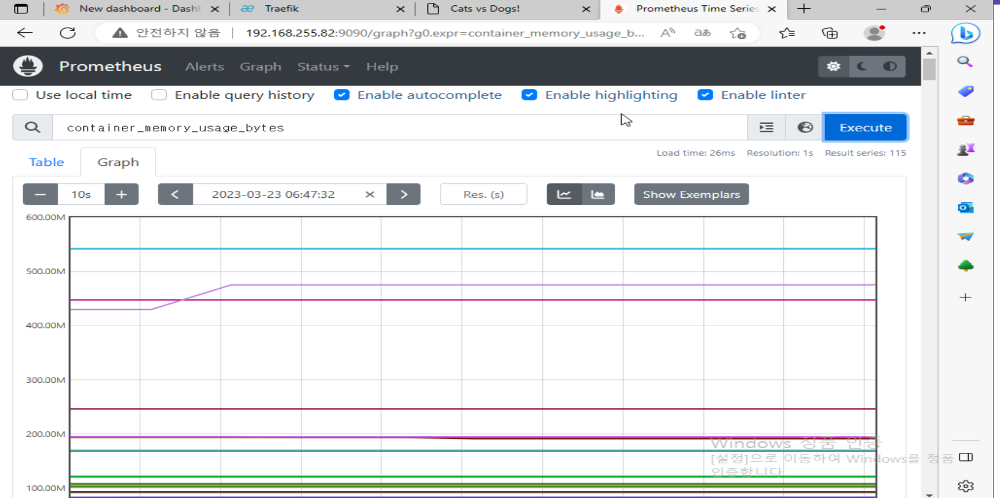 New dashboard - Dashb
Traefik
Cats vs Dogs!
Prometheus Time Series
안전하지 않음
192.168.255.82:9090/graph?g0.expr=container_memory_usage_b...
Prometheus Alerts Graph Status Help
Use local time Enable query history Enable autocomplete Enable highlighting Enable linter
container_memory_usage_bytes
Execute
Load time: 26ms Resolution: 1s Result series: 115
Table Graph
10s
2023-03-23 06:47:32
Res. (s)
Show Exemplars
600.00M
500.00M
400.00M
300.00M
200.00M
100.00M
Windows 정품 인증
[설정]으로 이동하여 Windows를 정품
인증합니다